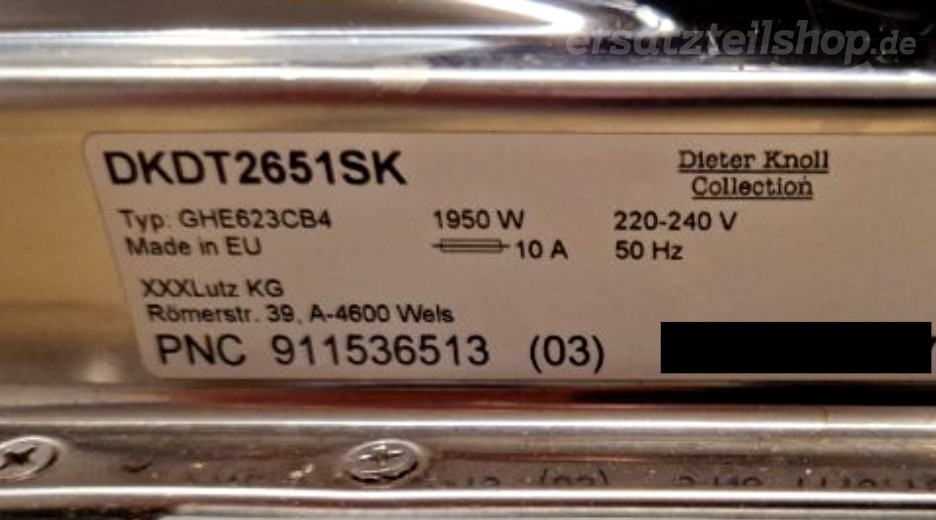 ersatzteilshop.de
DKDT2651SK
Dieter Knoll
Collection
Typ: GHE623CB4 1950 W 220-240 V
Made in EU 10 A 50 Hz
XXXLutz KG
Römerstr. 39, A-4600 Wels
PNC 911536513 (03)